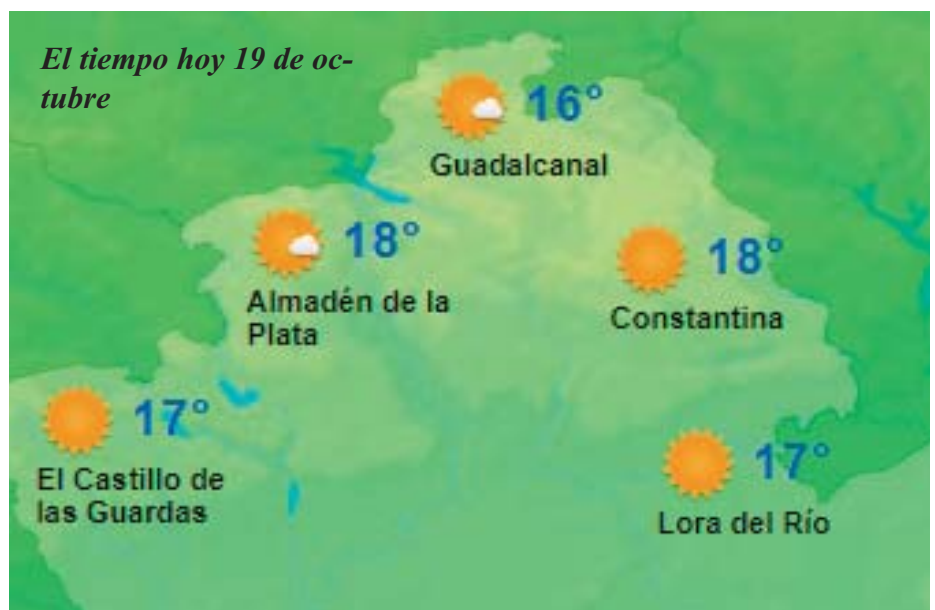 El tiempo hoy 19 de oc-
tubre
16°
Guadalcanal
18°
Almadén de la
Plata
18°
Constantina
17°
El Castillo de
las Guardas
17°
Lora del Río